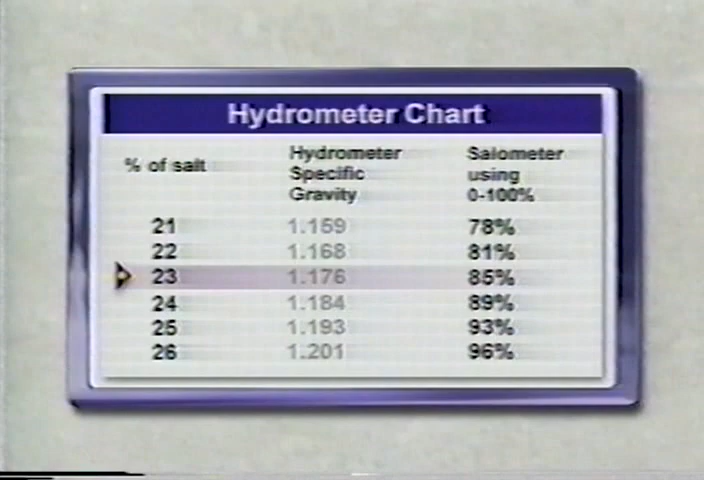 Hydrometer Chart
% of salt Hydrometer Specific Gravity Salometer using 0-100%
21 1.159 78%
22 1.168 81%
23 1.176 85%
24 1.184 89%
25 1.193 93%
26 1.201 96%